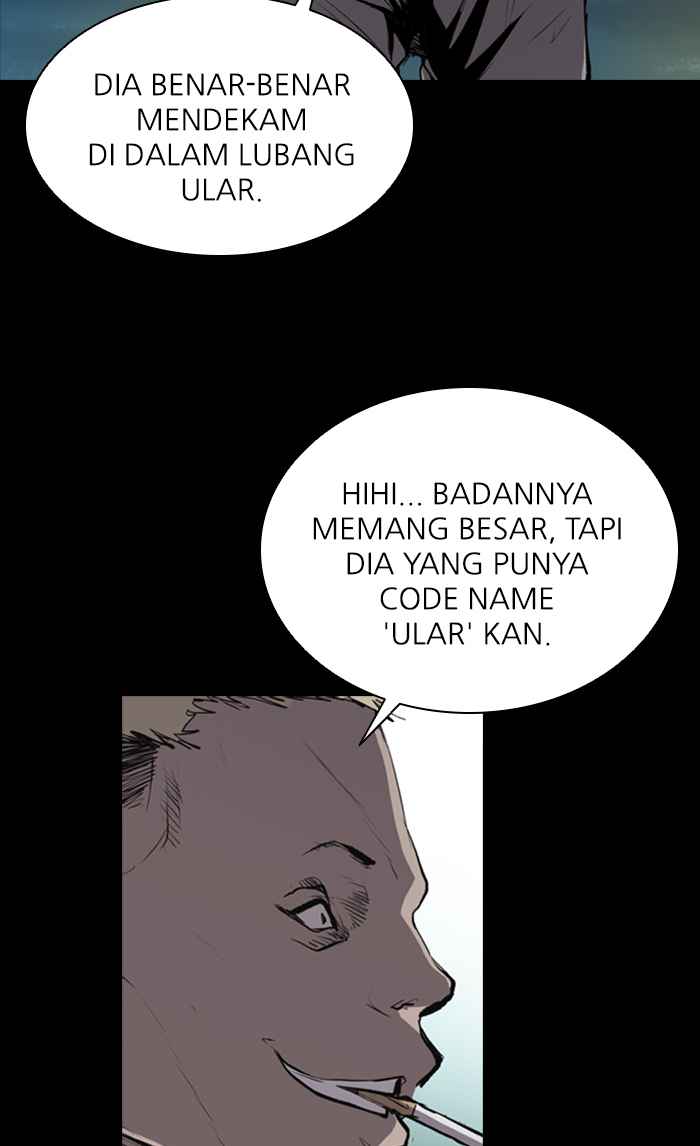 DIA BENAR-BENAR
MENDEKAM
DI DALAM LUBANG
ULAR.
HIHI... BADANNYA
MEMANG BESAR, TAPI
DIA YANG PUNYA
CODE NAME
'ULAR' KAN.